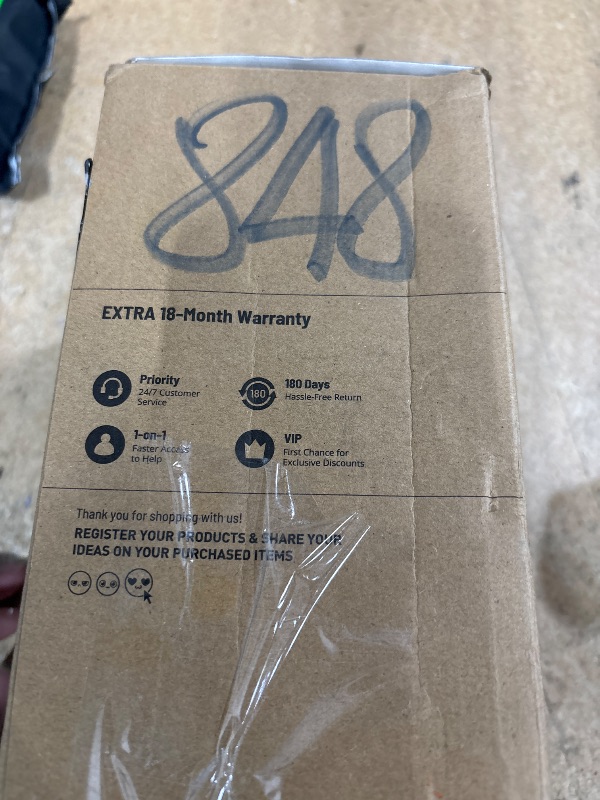 848
EXTRA 18-Month Warranty
Priority
24/7 Customer
Service
180
180 Days
Hassle-Free Return
1-on-1
Faster Access
to Help
VIP
First Chance for
Exclusive Discounts
Thank you for shopping with us!
REGISTER YOUR PRODUCTS & SHARE YOUR
IDEAS ON YOUR PURCHASED ITEMS